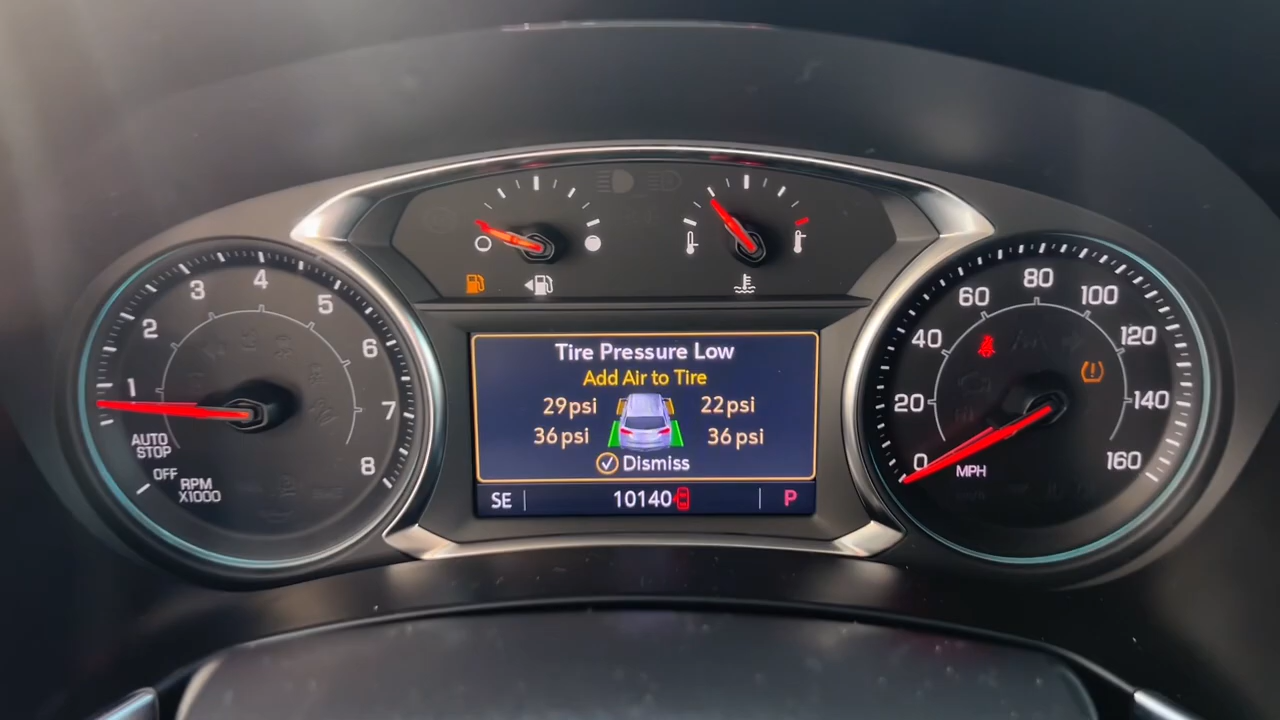 1
2
3
4
5
6
7
8
AUTO
STOP
OFF
RPM
X1000
Tire Pressure Low
Add Air to Tire
29psi 22psi
36psi 36psi
Dismiss
SE 10140 P
0
20
40
60
80
100
120
140
160
MPH